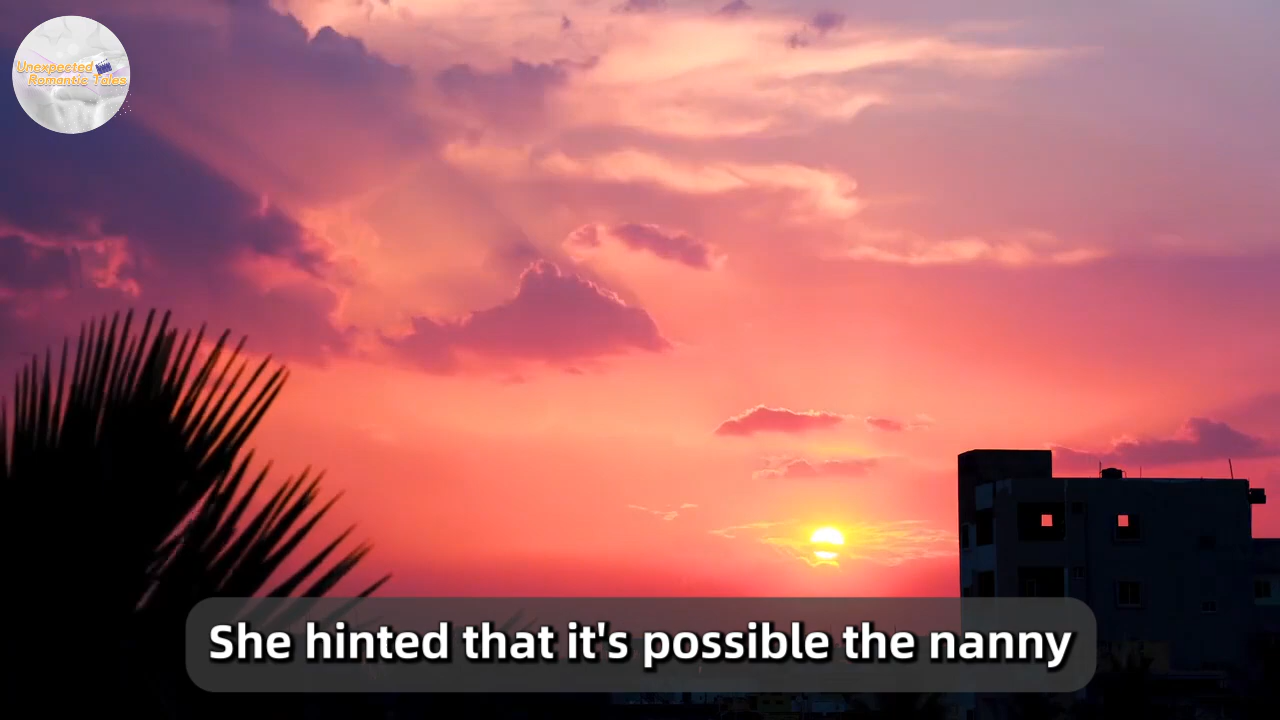 Unexpected
Romantic Tales
She hinted that it's possible the nanny